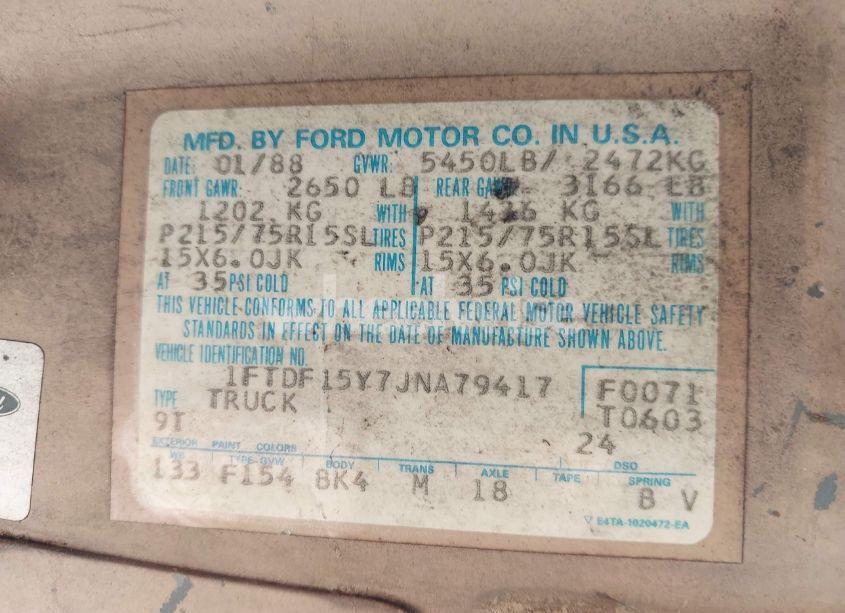 MFD. BY FORD MOTOR CO. IN U.S.A.
DATE: 01/88 GVWR: 5450LB/ 2472KG
FRONT GAWR: 2650 LB REAR 3166 LB
1202 KG WITH 1436 KG WITH
P215/75R15SL TIRES P215/75R15SL TIRES
15X6.0JK RIMS 15X6.0JK RIMS
AT 35 PSI COLD AT 35 PSI COLD
THIS VEHICLE CONFORMS TO ALL APPLICABLE FEDERAL MOTOR VEHICLE SAFETY
STANDARDS IN EFFECT ON THE DATE OF MANUFACTURE SHOWN ABOVE.
VEHICLE IDENTIFICATION NO.
1FTDF15Y7JNA79417 F0071
TYPE TRUCK T0603
9T 24
EXTERIOR PAINT COLORS DSO
WB TYPE-GVW BODY TRANS AXLE TAPE SPRING
133 F154 8K4 M 18 B V
E4TA-1020472-EA